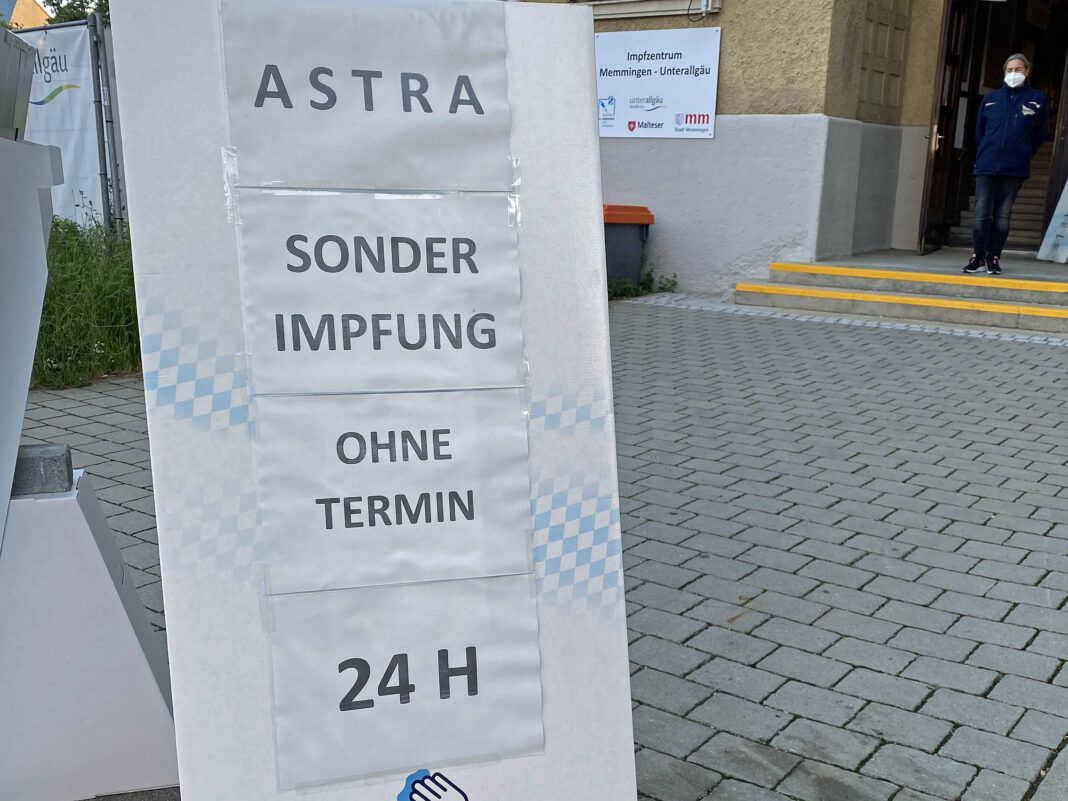 ASTRA
SONDER
IMPFUNG
OHNE
TERMIN
24 H
Impfzentrum
Memmingen - Unterallgäu
unterallgäu
Malteser
mm
Stadt Memmingen
allgäu